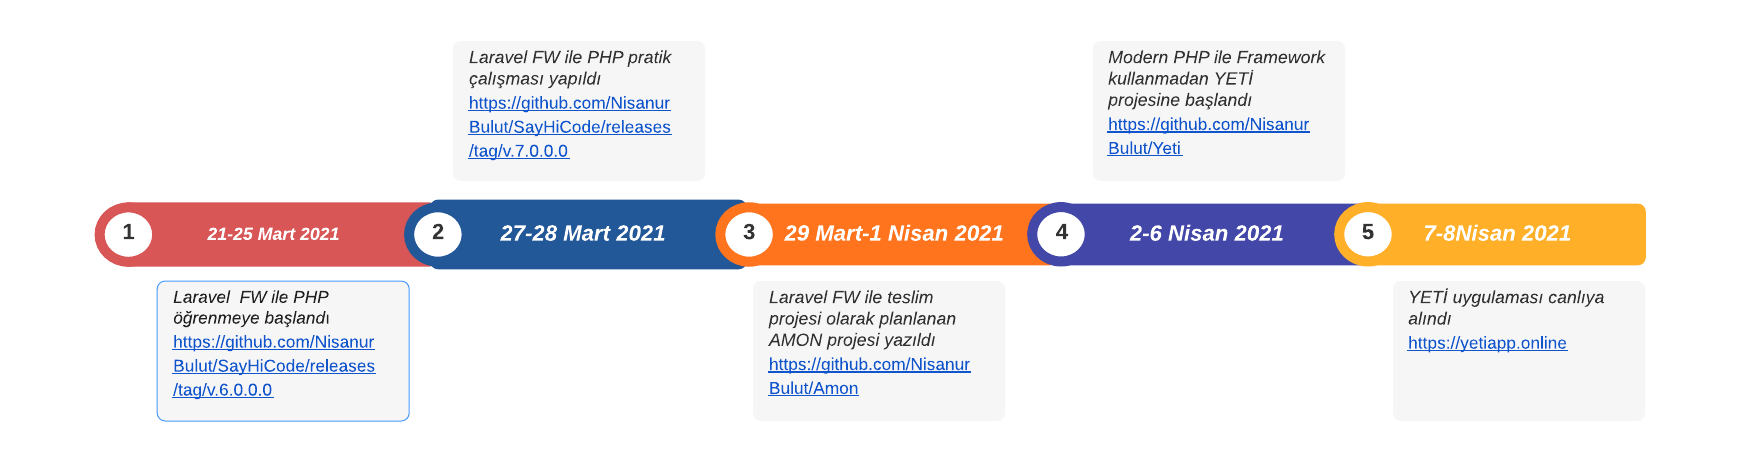 Laravel FW ile PHP pratik
çalışması yapıldı
https://github.com/Nisanur
Bulut/SayHiCode/releases
/tag/v.7.0.0.0
Modern PHP ile Framework
kullanmadan YETİ
projesine başlandı
https://github.com/Nisanur
Bulut/Yeti
1
21-25 Mart 2021
2
27-28 Mart 2021
3
29 Mart-1 Nisan 2021
4
2-6 Nisan 2021
5
7-8Nisan 2021
Laravel  FW ile PHP
öğrenmeye başlandı
https://github.com/Nisanur
Bulut/SayHiCode/releases
/tag/v.6.0.0.0
Laravel FW ile teslim
projesi olarak planlanan
AMON projesi yazıldı
https://github.com/Nisanur
Bulut/Amon
YETİ uygulaması canlıya
alındı
https://yetiapp.online